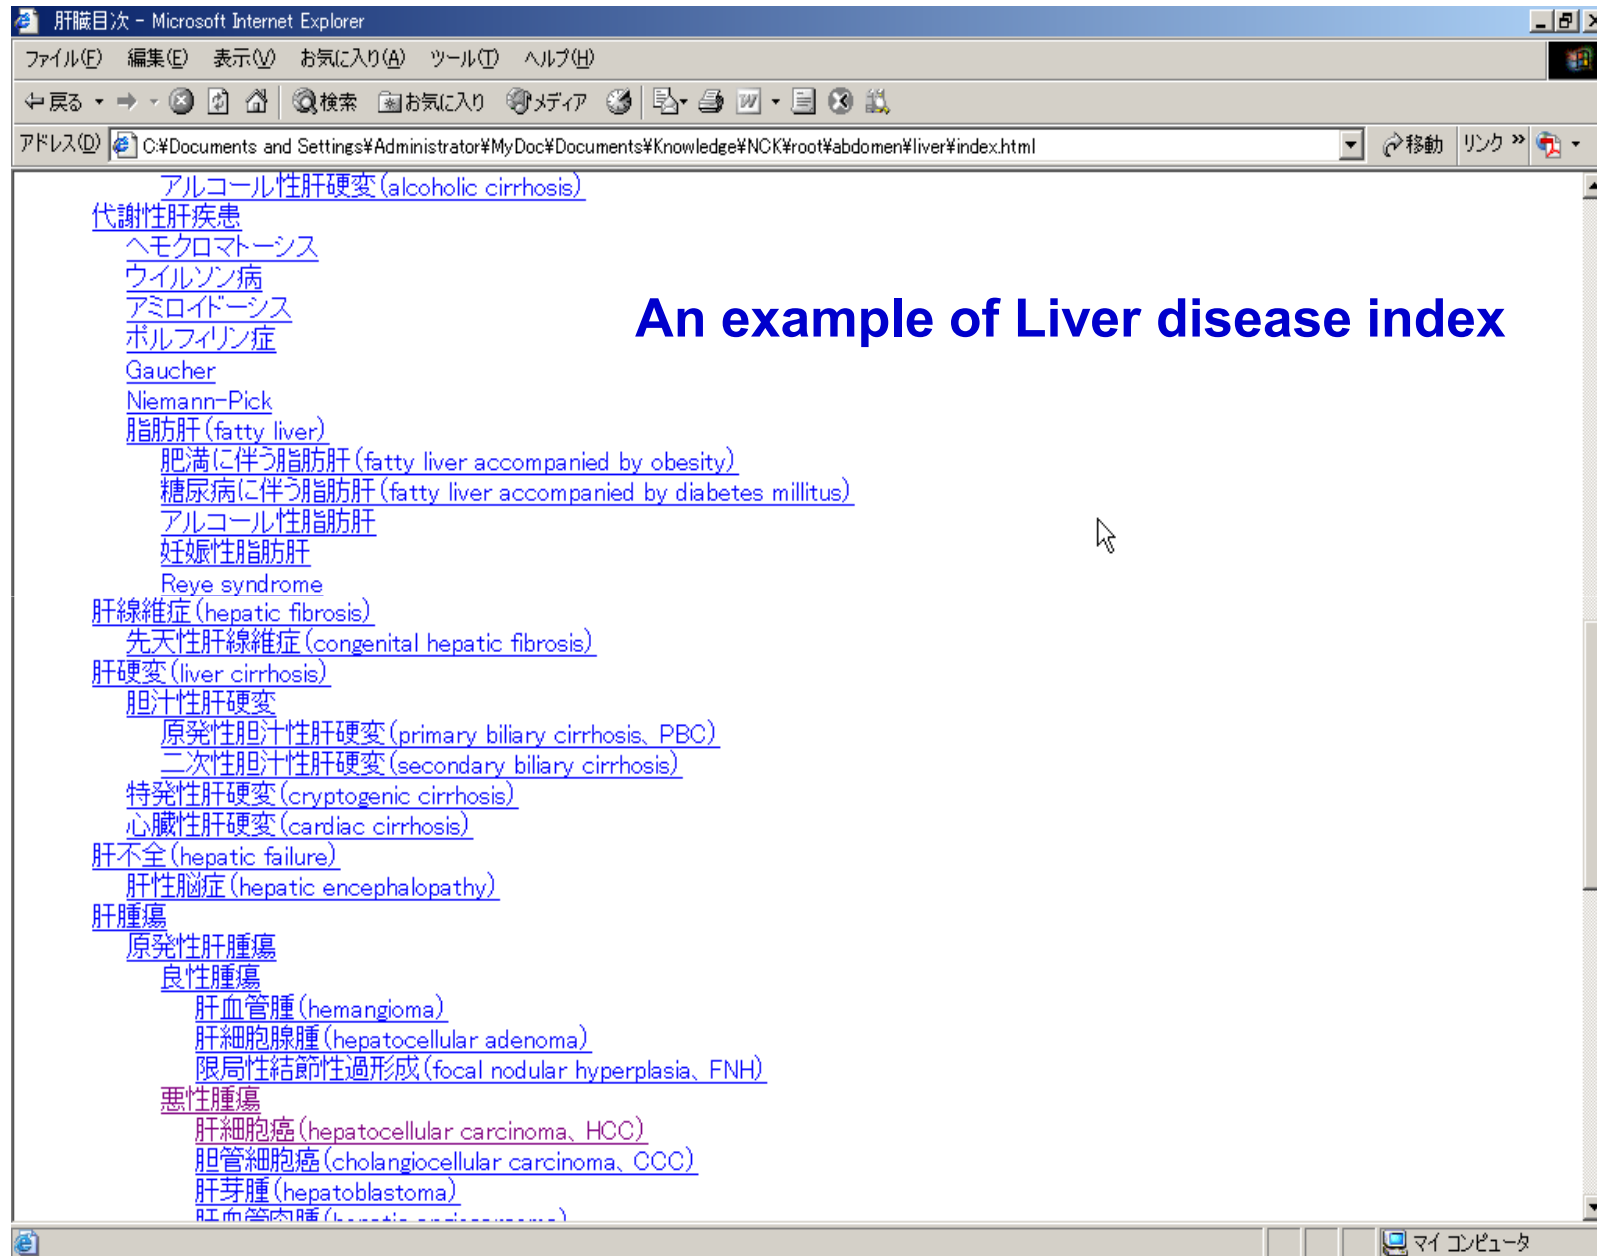 肝臓目次 - Microsoft Internet Explorer
ファイル(F) 編集(E) 表示(V) お気に入り(A) ツール(T) ヘルプ(H)
戻る 検索 お気に入り メディア
アドレス(D) C:¥Documents and Settings¥Administrator¥MyDoc¥Documents¥Knowledge¥NCK¥root¥abdomen¥liver¥index.html 移動 リンク »
アルコール性肝硬変(alcoholic cirrhosis)
代謝性肝疾患
ヘモクロマトーシス
ウイルソン病
アミロイドーシス
An example of Liver disease index
ポルフィリン症
Gaucher
Niemann-Pick
脂肪肝(fatty liver)
肥満に伴う脂肪肝(fatty liver accompanied by obesity)
糖尿病に伴う脂肪肝(fatty liver accompanied by diabetes millitus)
アルコール性脂肪肝
妊娠性脂肪肝
Reye syndrome
肝線維症(hepatic fibrosis)
先天性肝線維症(congenital hepatic fibrosis)
肝硬変(liver cirrhosis)
胆汁性肝硬変
原発性胆汁性肝硬変(primary biliary cirrhosis、PBC)
二次性胆汁性肝硬変(secondary biliary cirrhosis)
特発性肝硬変(cryptogenic cirrhosis)
心臓性肝硬変(cardiac cirrhosis)
肝不全(hepatic failure)
肝性脳症(hepatic encephalopathy)
肝腫瘍
原発性肝腫瘍
良性腫瘍
肝血管腫(hemangioma)
肝細胞腺腫(hepatocellular adenoma)
限局性結節性過形成(focal nodular hyperplasia、FNH)
悪性腫瘍
肝細胞癌(hepatocellular carcinoma、HCC)
胆管細胞癌(cholangiocellular carcinoma、CCC)
肝芽腫(hepatoblastoma)
肝血管肉腫(hepatic angiosarcoma)
マイ コンピュータ